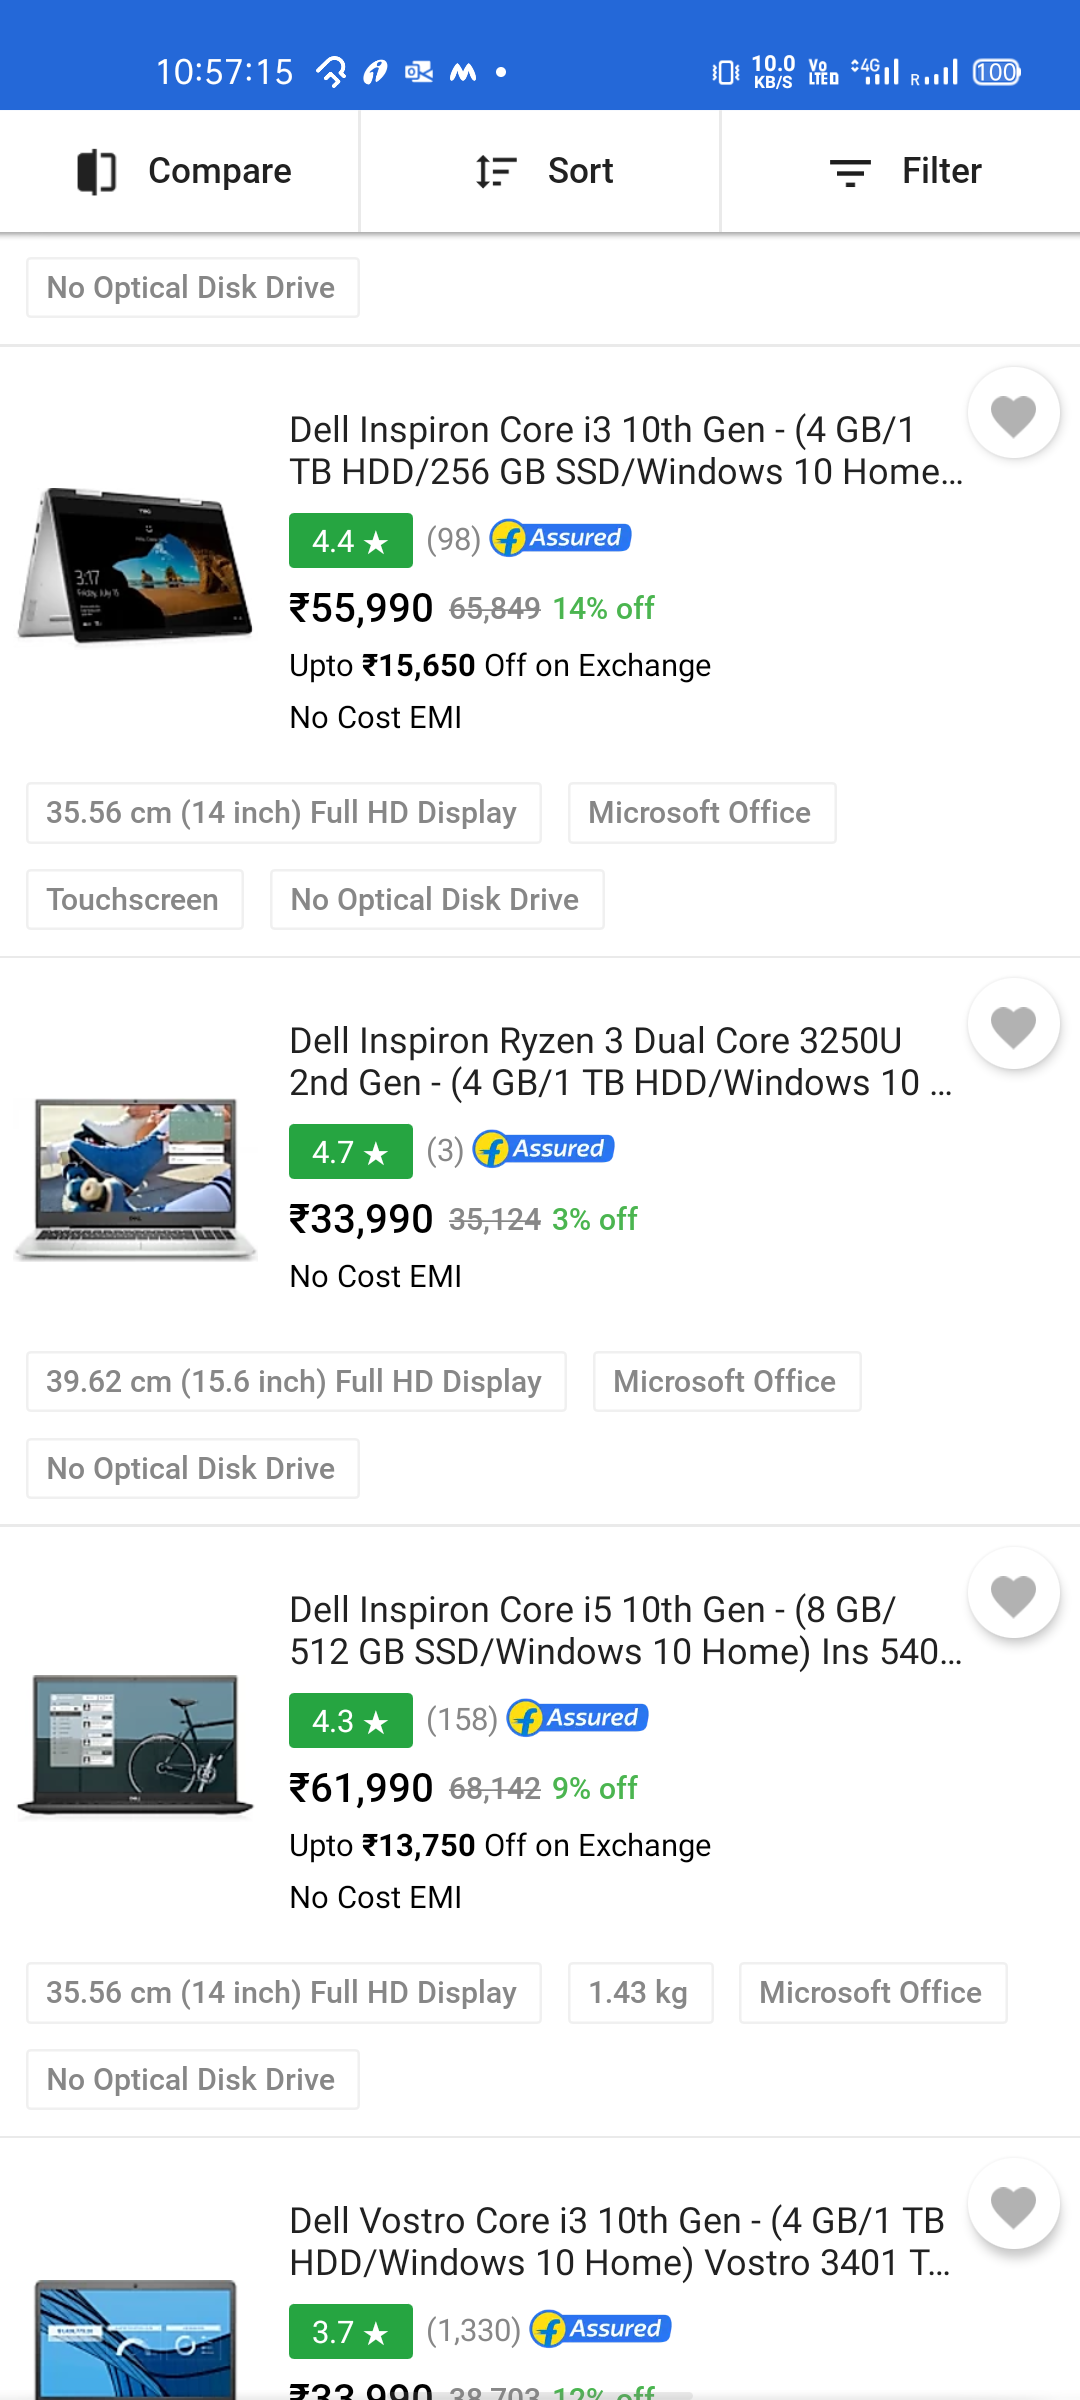 10:57:15
10.0 KB/S
Vo LTED
4G
R
100
Compare
Sort
Filter
No Optical Disk Drive
Dell Inspiron Core i3 10th Gen - (4 GB/1
TB HDD/256 GB SSD/Windows 10 Home...
4.4 ★ (98) Assured
₹55,990 65,849 14% off
Upto ₹15,650 Off on Exchange
No Cost EMI
35.56 cm (14 inch) Full HD Display
Microsoft Office
Touchscreen
No Optical Disk Drive
3:17
Dell Inspiron Ryzen 3 Dual Core 3250U
2nd Gen - (4 GB/1 TB HDD/Windows 10 ...
4.7 ★ (3) Assured
₹33,990 35,124 3% off
No Cost EMI
39.62 cm (15.6 inch) Full HD Display
Microsoft Office
No Optical Disk Drive
Dell Inspiron Core i5 10th Gen - (8 GB/
512 GB SSD/Windows 10 Home) Ins 540...
4.3 ★ (158) Assured
₹61,990 68,142 9% off
Upto ₹13,750 Off on Exchange
No Cost EMI
35.56 cm (14 inch) Full HD Display
1.43 kg
Microsoft Office
No Optical Disk Drive
Dell Vostro Core i3 10th Gen - (4 GB/1 TB
HDD/Windows 10 Home) Vostro 3401 T...
3.7 ★ (1,330) Assured
₹33,990 38,703 12% off